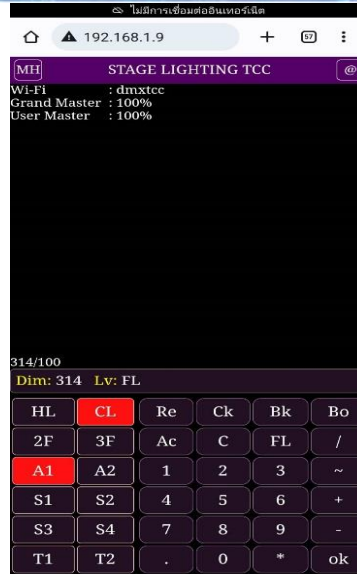 ไม่มีการเชื่อมต่ออินเทอร์เน็ต
192.168.1.9 + 57
MH STAGE LIGHTING TCC @
Wi-Fi : dmxtcc
Grand Master : 100%
User Master : 100%
314/100
Dim: 314 Lv: FL
HL CL Re Ck Bk Bo
2F 3F Ac C FL /
A1 A2 1 2 3 ~
S1 S2 4 5 6 +
S3 S4 7 8 9 -
T1 T2 . 0 * ok